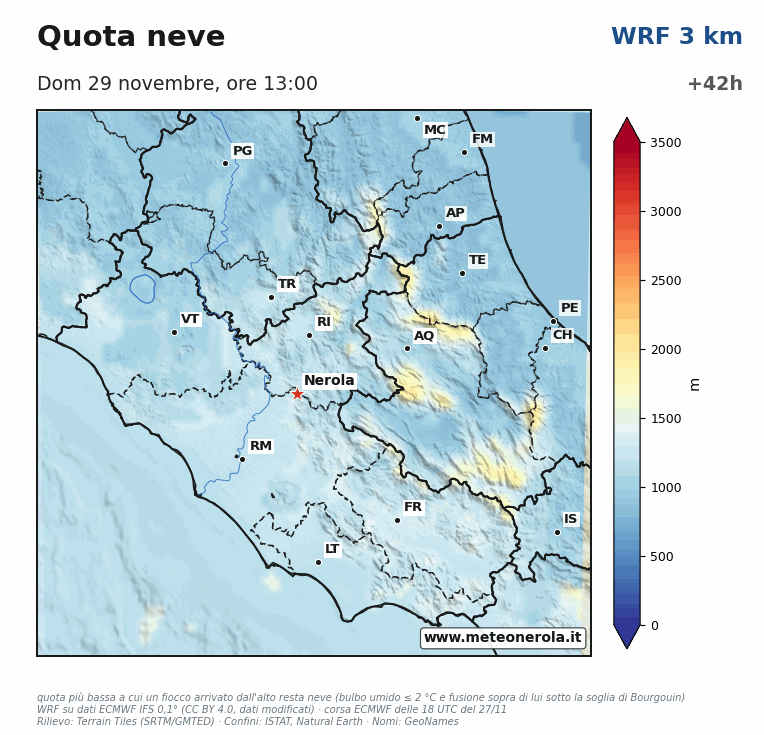 Quota neve
WRF 3 km
Dom 29 novembre, ore 13:00
+42h
MC
FM
PG
AP
TE
TR
PE
VT
RI
CH
AQ
Nerola
RM
FR
IS
LT
www.meteonerola.it
3500
3000
2500
2000
1500
1000
500
0
m
quota più bassa a cui un fiocco arrivato dall'alto resta neve (bulbo umido ≤ 2 °C e fusione sopra di lui sotto la soglia di Bourgouin)
WRF su dati ECMWF IFS 0,1° (CC BY 4.0, dati modificati) · corsa ECMWF delle 18 UTC del 27/11
Rilievo: Terrain Tiles (SRTM/GMTED) · Confini: ISTAT, Natural Earth · Nomi: GeoNames